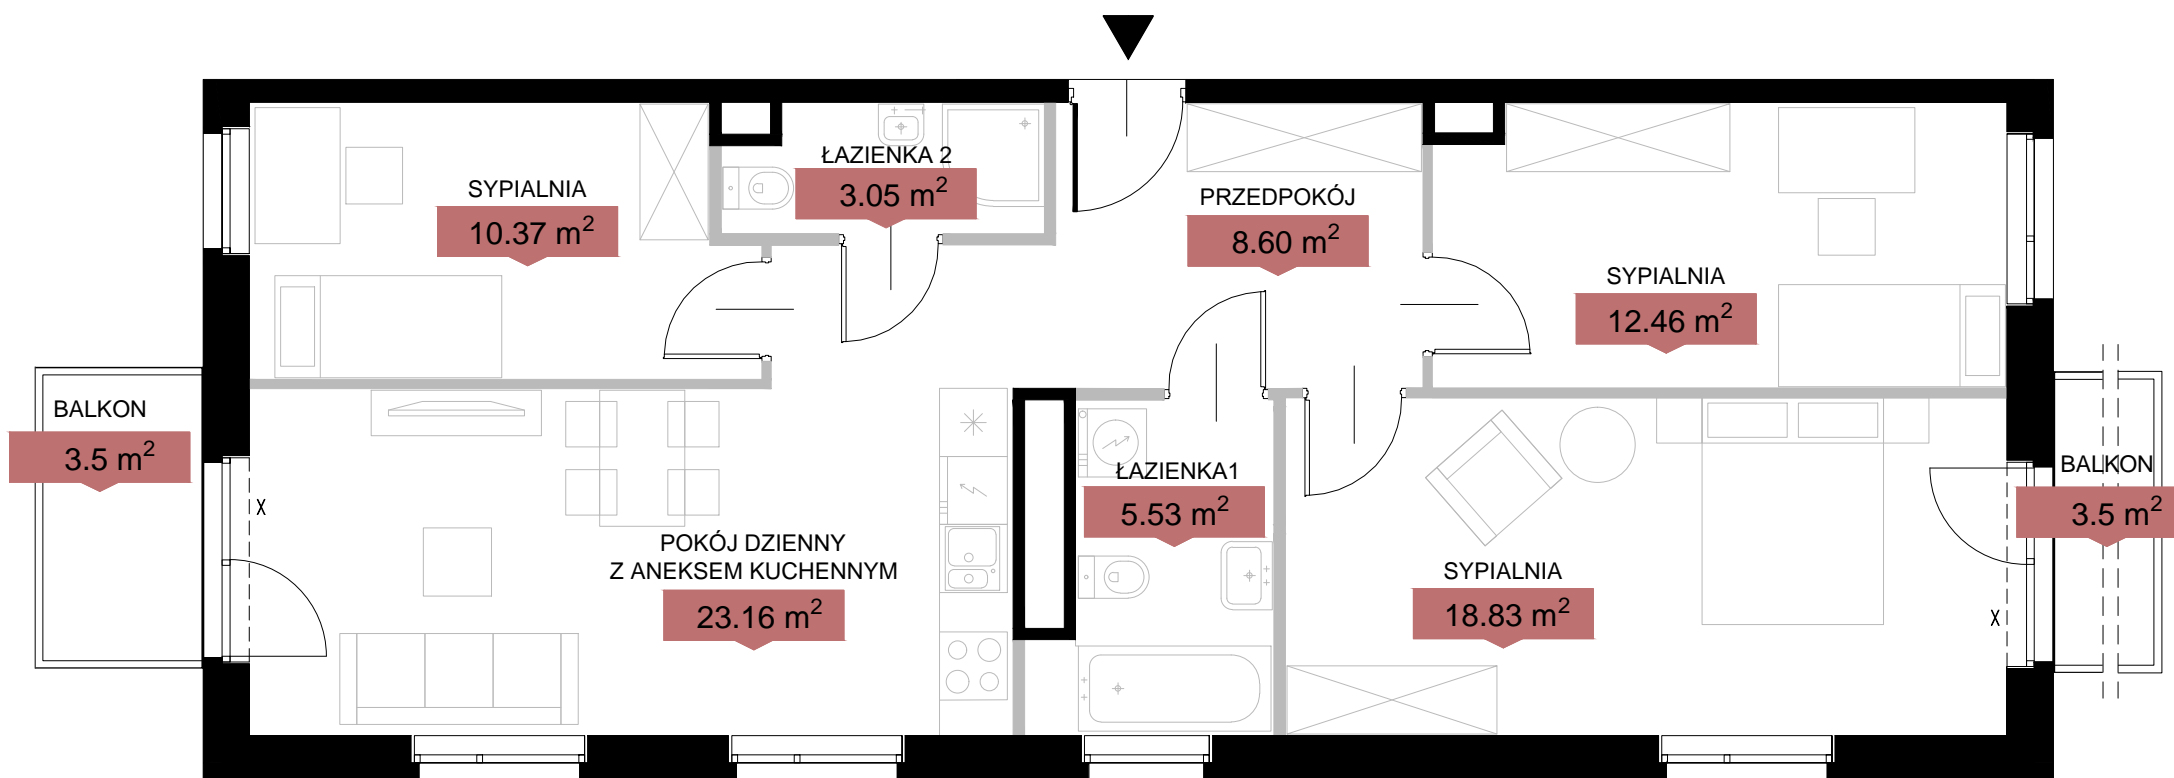 ŁAZIENKA 2
3.05 m²
SYPIALNIA
10.37 m²
PRZEDPOKÓJ
8.60 m²
SYPIALNIA
12.46 m²
BALKON
3.5 m²
ŁAZIENKA1
5.53 m²
BALKON
3.5 m²
X
POKÓJ DZIENNY
Z ANEKSEM KUCHENNYM
23.16 m²
SYPIALNIA
18.83 m²
X